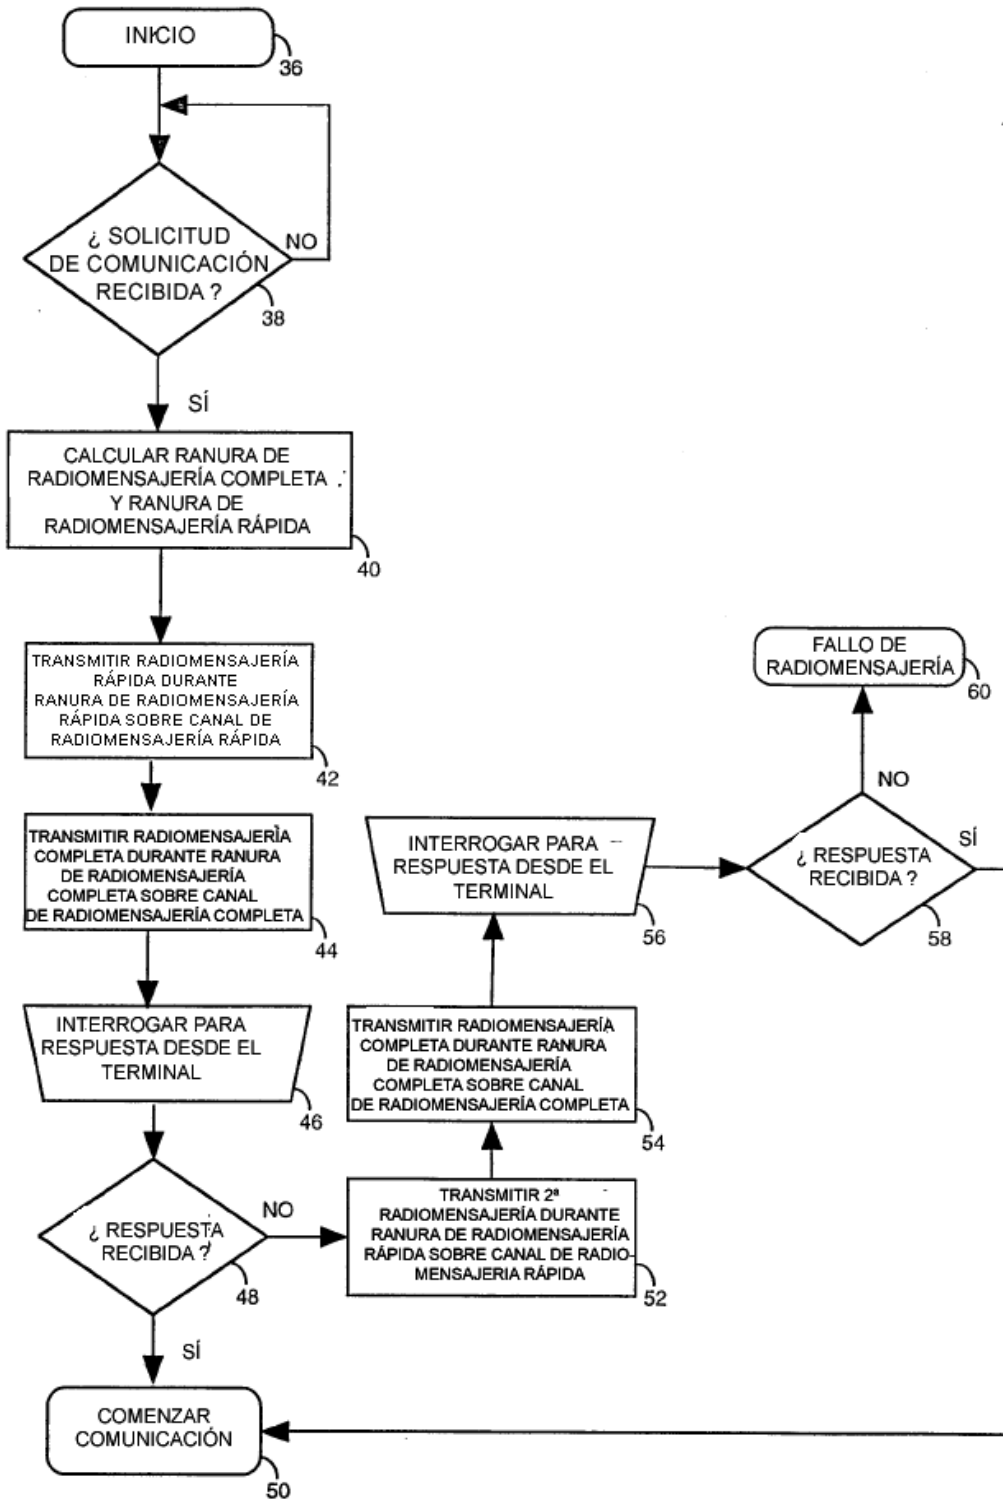 INICIO
36
¿ SOLICITUD
DE COMUNICACIÓN
RECIBIDA ?
NO
38
SÍ
CALCULAR RANURA DE
RADIOMENSAJERÍA COMPLETA
Y RANURA DE
RADIOMENSAJERÍA RÁPIDA
40
TRANSMITIR RADIOMENSAJERÍA
RÁPIDA DURANTE
RANURA DE RADIOMENSAJERÍA
RÁPIDA SOBRE CANAL DE
RADIOMENSAJERÍA RÁPIDA
42
TRANSMITIR RADIOMENSAJERÍA
COMPLETA DURANTE RANURA
DE RADIOMENSAJERÍA
COMPLETA SOBRE CANAL
DE RADIOMENSAJERÍA COMPLETA
44
INTERROGAR PARA
RESPUESTA DESDE EL
TERMINAL
46
¿ RESPUESTA
RECIBIDA ?
NO
48
SÍ
COMENZAR
COMUNICACIÓN
50
TRANSMITIR 2ª
RADIOMENSAJERÍA DURANTE
RANURA DE RADIOMENSAJERÍA
RÁPIDA SOBRE CANAL DE RADIO-
MENSAJERIA RÁPIDA
52
TRANSMITIR RADIOMENSAJERÍA
COMPLETA DURANTE RANURA
DE RADIOMENSAJERÍA
COMPLETA SOBRE CANAL
DE RADIOMENSAJERÍA COMPLETA
54
INTERROGAR PARA
RESPUESTA DESDE EL
TERMINAL
56
¿ RESPUESTA
RECIBIDA ?
SÍ
58
NO
FALLO DE
RADIOMENSAJERÍA
60